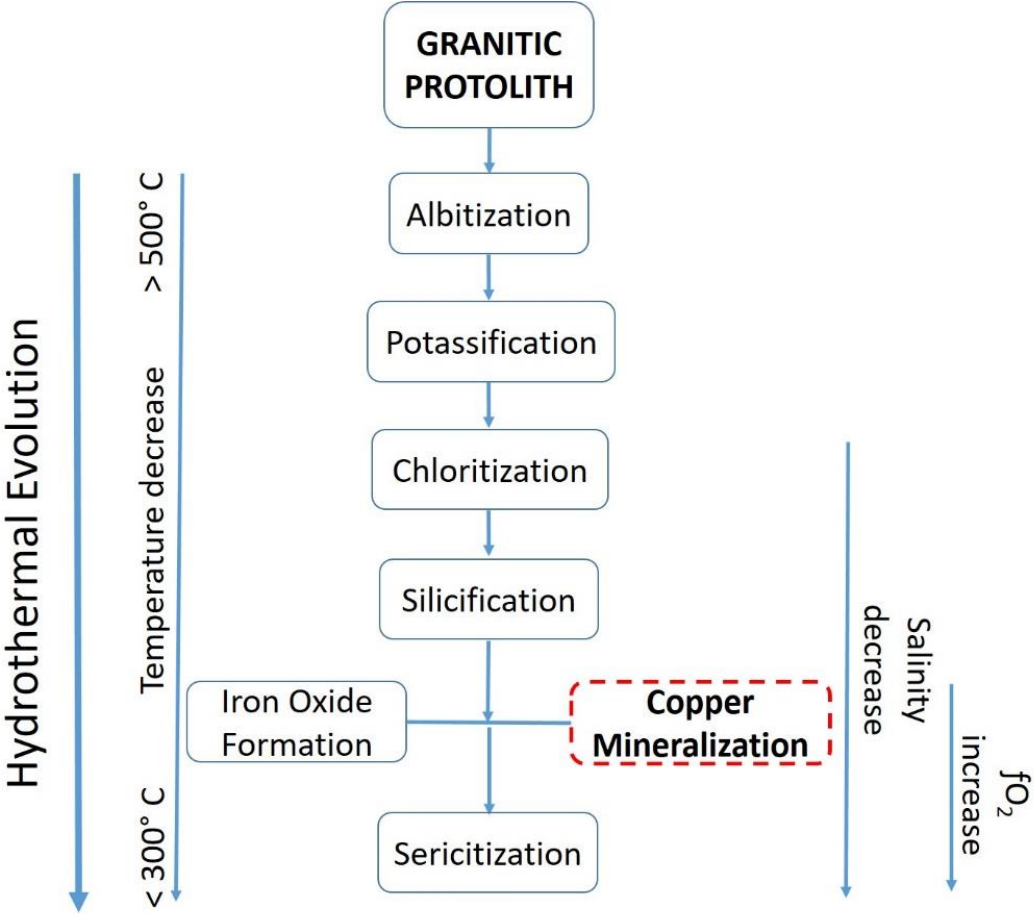 GRANITIC
PROTOLITH
Albitization
Potassification
Chloritization
Silicification
Iron Oxide
Formation
Copper
Mineralization
Sericitization
Hydrothermal Evolution
> 500° C
Temperature decrease
< 300° C
Salinity
decrease
ƒO₂
increase